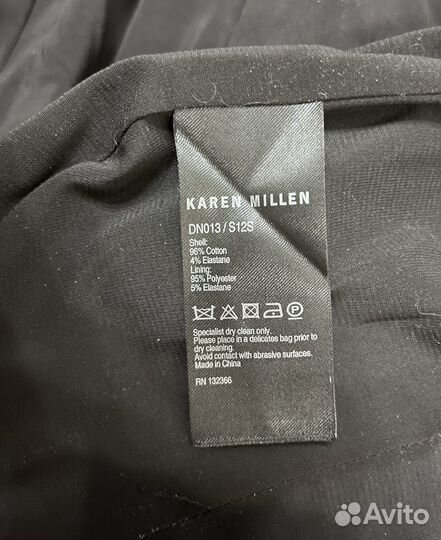 KAREN MILLEN
DN013 / S12S
Shell:
96% Cotton
4% Elastane
Lining:
95% Polyester
5% Elastane
P
Specialist dry clean only.
Please place in a delicates bag prior to
dry cleaning.
Avoid contact with abrasive surfaces.
Made in China
RN 132366
Avito